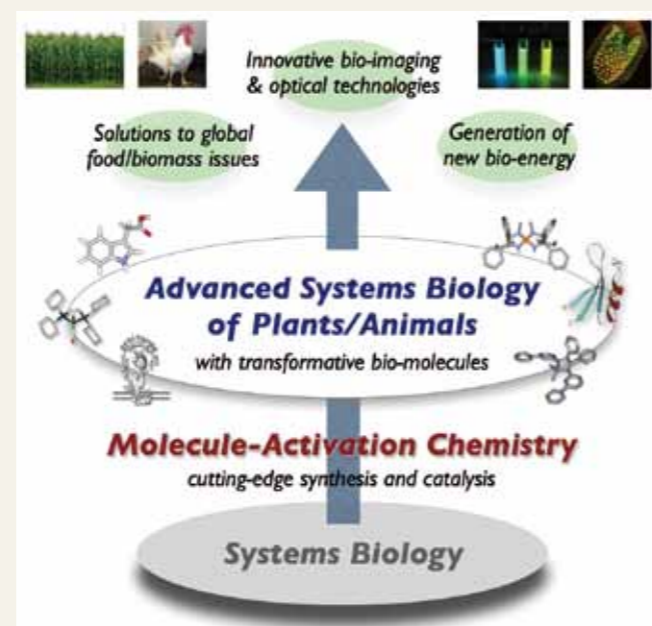 Innovative bio-imaging
& optical technologies
Solutions to global
food/biomass issues
Generation of
new bio-energy
Advanced Systems Biology
of Plants/Animals
with transformative bio-molecules
Molecule-Activation Chemistry
cutting-edge synthesis and catalysis
Systems Biology